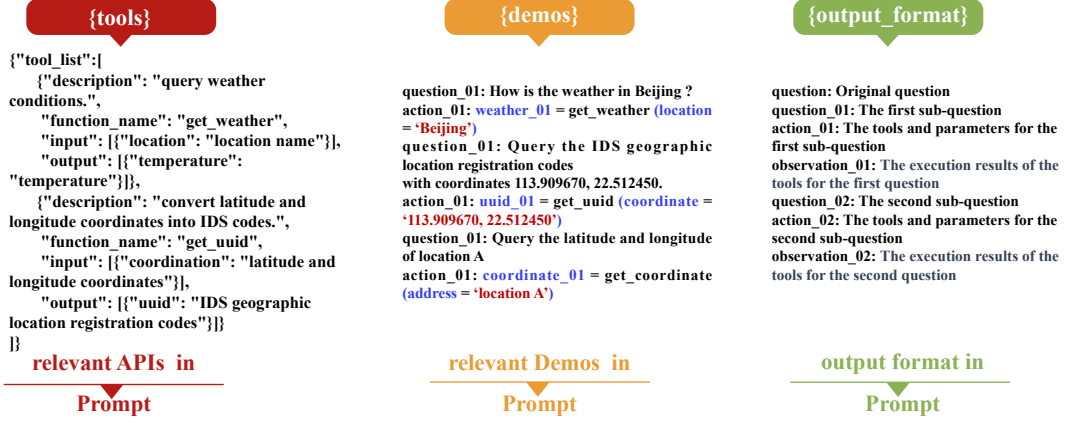 {tools}
{"tool_list":[
{"description": "query weather
conditions.",
"function_name": "get_weather",
"input": [{"location": "location name"}],
"output": [{"temperature":
"temperature"}]},
{"description": "convert latitude and
longitude coordinates into IDS codes.",
"function_name": "get_uuid",
"input": [{"coordination": "latitude and
longitude coordinates"}],
"output": [{"uuid": "IDS geographic
location registration codes"}]}
]}
relevant APIs in
Prompt
{demos}
question_01: How is the weather in Beijing ?
action_01: weather_01 = get_weather (location
= ‘Beijing’)
question_01: Query the IDS geographic
location registration codes
with coordinates 113.909670, 22.512450.
action_01: uuid_01 = get_uuid (coordinate =
‘113.909670, 22.512450’)
question_01: Query the latitude and longitude
of location A
action_01: coordinate_01 = get_coordinate
(address = ‘location A’)
relevant Demos in
Prompt
{output_format}
question: Original question
question_01: The first sub-question
action_01: The tools and parameters for the
first sub-question
observation_01: The execution results of the
tools for the first question
question_02: The second sub-question
action_02: The tools and parameters for the
second sub-question
observation_02: The execution results of the
tools for the second question
output format in
Prompt